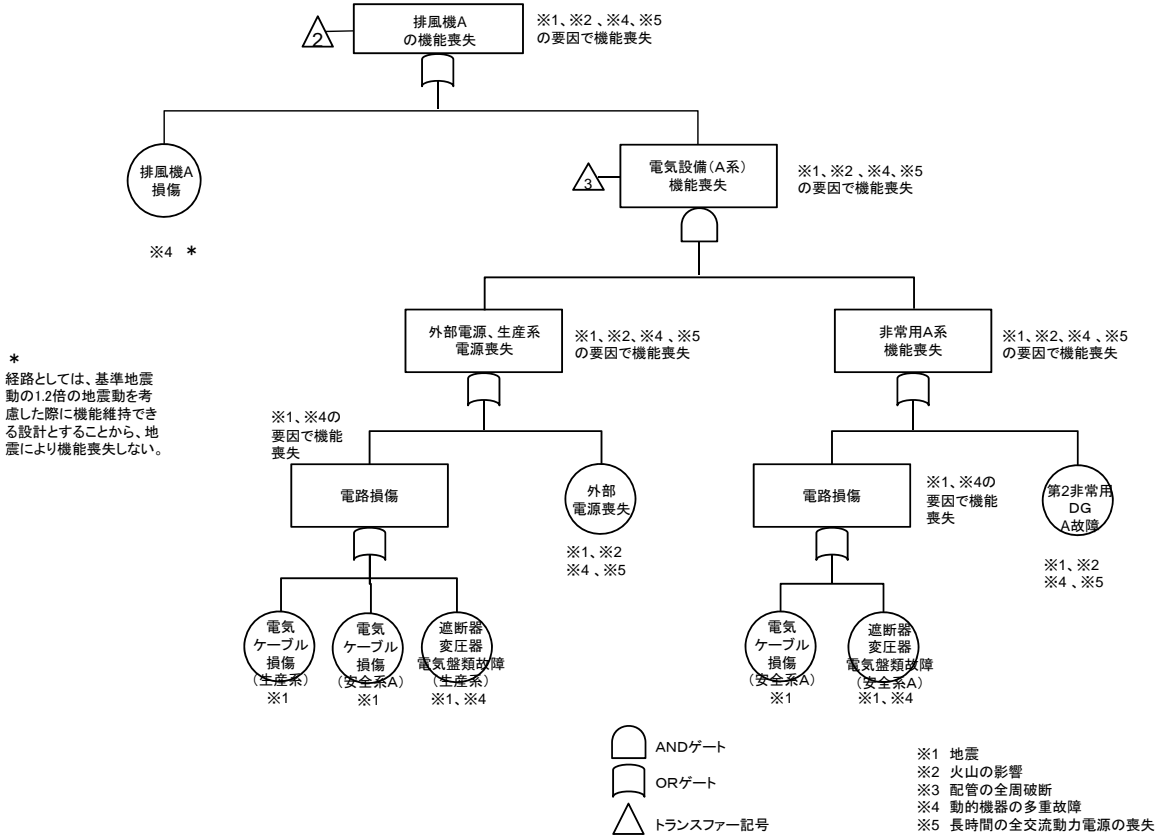 排風機A
の機能喪失
※1、※2 、※4、※5
の要因で機能喪失
2
排風機A
損傷
※4 *
電気設備(A系)
機能喪失
※1、※2 、※4、※5
の要因で機能喪失
3
外部電源、生産系
電源喪失
※1、※2、※4 、※5
の要因で機能喪失
非常用A系
機能喪失
※1、※2、※4 、※5
の要因で機能喪失
*
経路としては、基準地震
動の1.2倍の地震動を考
慮した際に機能維持でき
る設計とすることから、地
震により機能喪失しない。
※1、※4の
要因で機能
喪失
電路損傷
外部
電源喪失
※1、※2
※4 、※5
電路損傷
※1、※4の
要因で機能
喪失
第2非常用
DG
A故障
※1、※2
※4 、※5
電気
ケーブル
損傷
(生産系)
※1
電気
ケーブル
損傷
(安全系A)
※1
遮断器
変圧器
電気盤類故障
(生産系)
※1、※4
電気
ケーブル
損傷
(安全系A)
※1
遮断器
変圧器
電気盤類故障
(安全系A)
※1、※4
ANDゲート
ORゲート
トランスファー記号
※1 地震
※2 火山の影響
※3 配管の全周破断
※4 動的機器の多重故障
※5 長時間の全交流動力電源の喪失